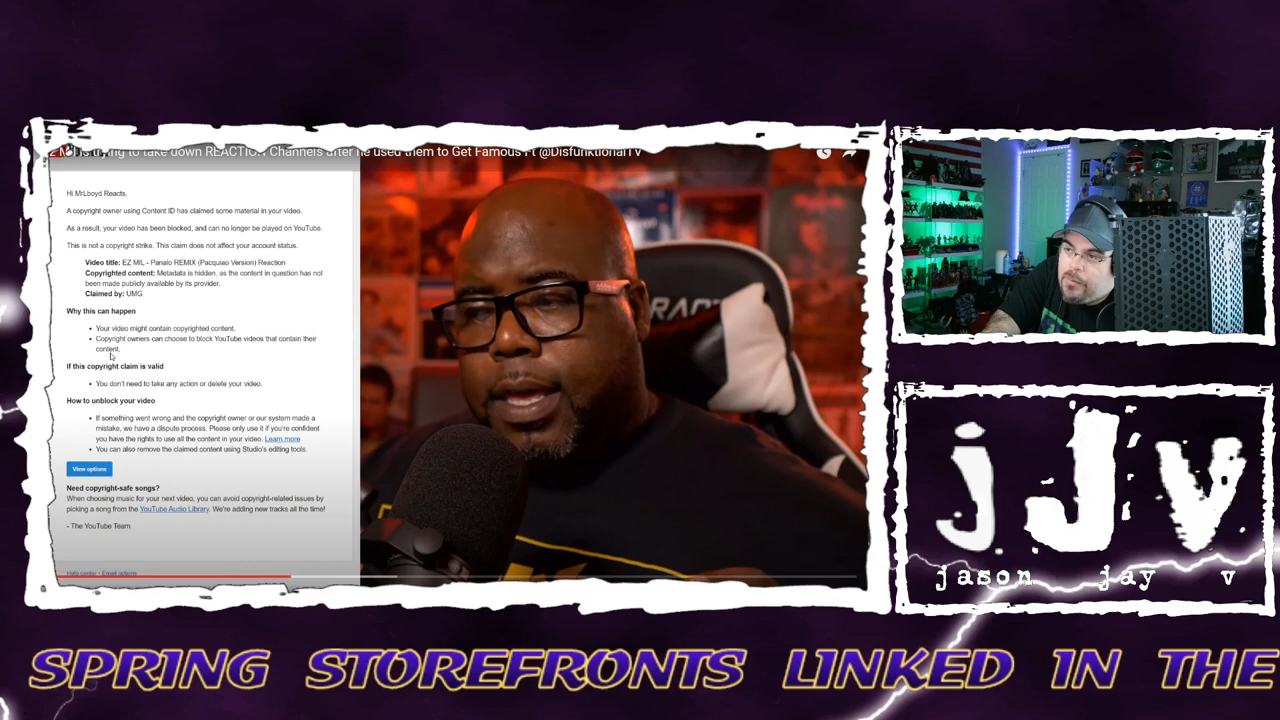 is trying to take down REACTION Channels after he used them to Get Famous Ft @DisfunktionalTV
Hi MrLboyd Reacts,
A copyright owner using Content ID has claimed some material in your video.
As a result, your video has been blocked, and can no longer be played on YouTube.
This is not a copyright strike. This claim does not affect your account status.
Video title: EZ MIL - Panalo REMIX (Pacquiao Version) Reaction
Copyrighted content: Metadata is hidden, as the content in question has not
been made publicly available by its provider.
Claimed by: UMG
Why this can happen
• Your video might contain copyrighted content.
• Copyright owners can choose to block YouTube videos that contain their
content.
If this copyright claim is valid
• You don't need to take any action or delete your video.
How to unblock your video
• If something went wrong and the copyright owner or our system made a
mistake, we have a dispute process. Please only use it if you're confident
you have the rights to use all the content in your video. Learn more
• You can also remove the claimed content using Studio's editing tools.
View options
Need copyright-safe songs?
When choosing music for your next video, you can avoid copyright-related issues by
picking a song from the YouTube Audio Library. We're adding new tracks all the time!
- The YouTube Team
Help center • Email options
jJv
jason jay v
SPRING STOREFRONTS LINKED IN THE